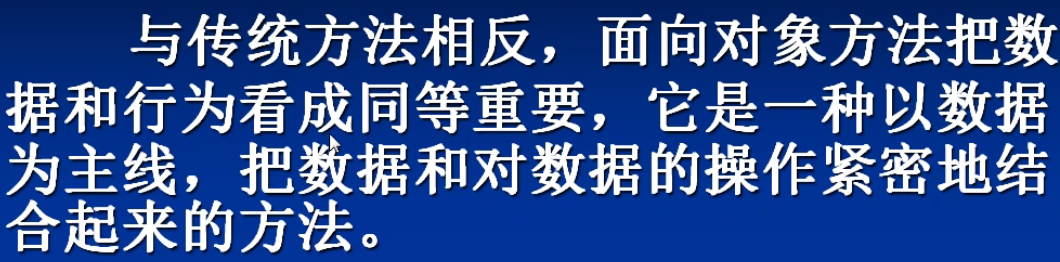 与传统方法相反，面向对象方法把数
据和行为看成同等重要，它是一种以数据
为主线，把数据和对数据的操作紧密地结
合起来的方法。